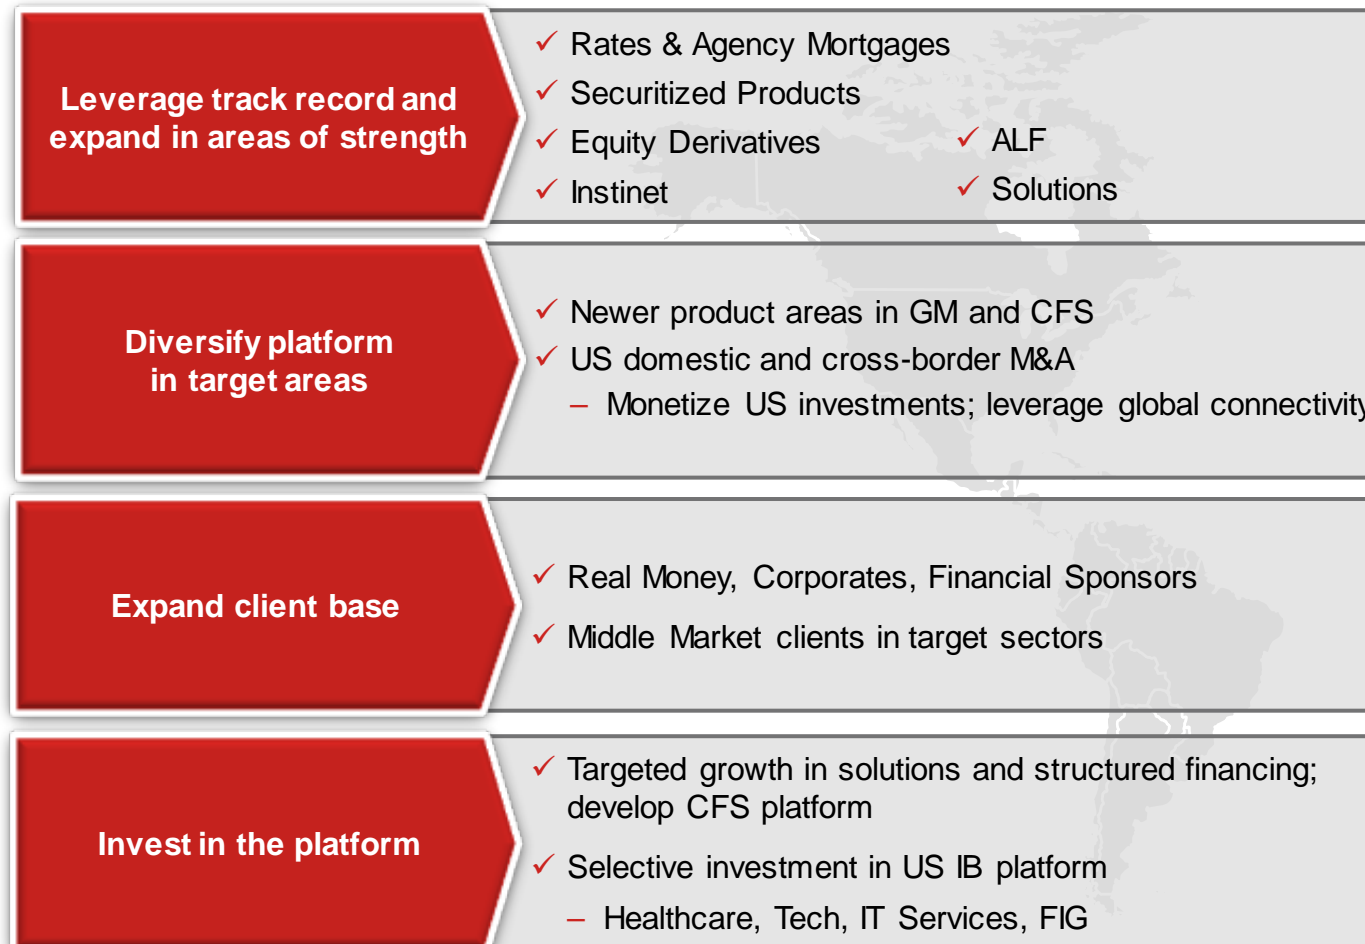 Leverage track record and
expand in areas of strength
✓ Rates & Agency Mortgages
✓ Securitized Products
✓ Equity Derivatives
✓ Instinet
✓ ALF
✓ Solutions
Diversify platform
in target areas
✓ Newer product areas in GM and CFS
✓ US domestic and cross-border M&A
– Monetize US investments; leverage global connectivity
Expand client base
✓ Real Money, Corporates, Financial Sponsors
✓ Middle Market clients in target sectors
Invest in the platform
✓ Targeted growth in solutions and structured financing;
develop CFS platform
✓ Selective investment in US IB platform
– Healthcare, Tech, IT Services, FIG